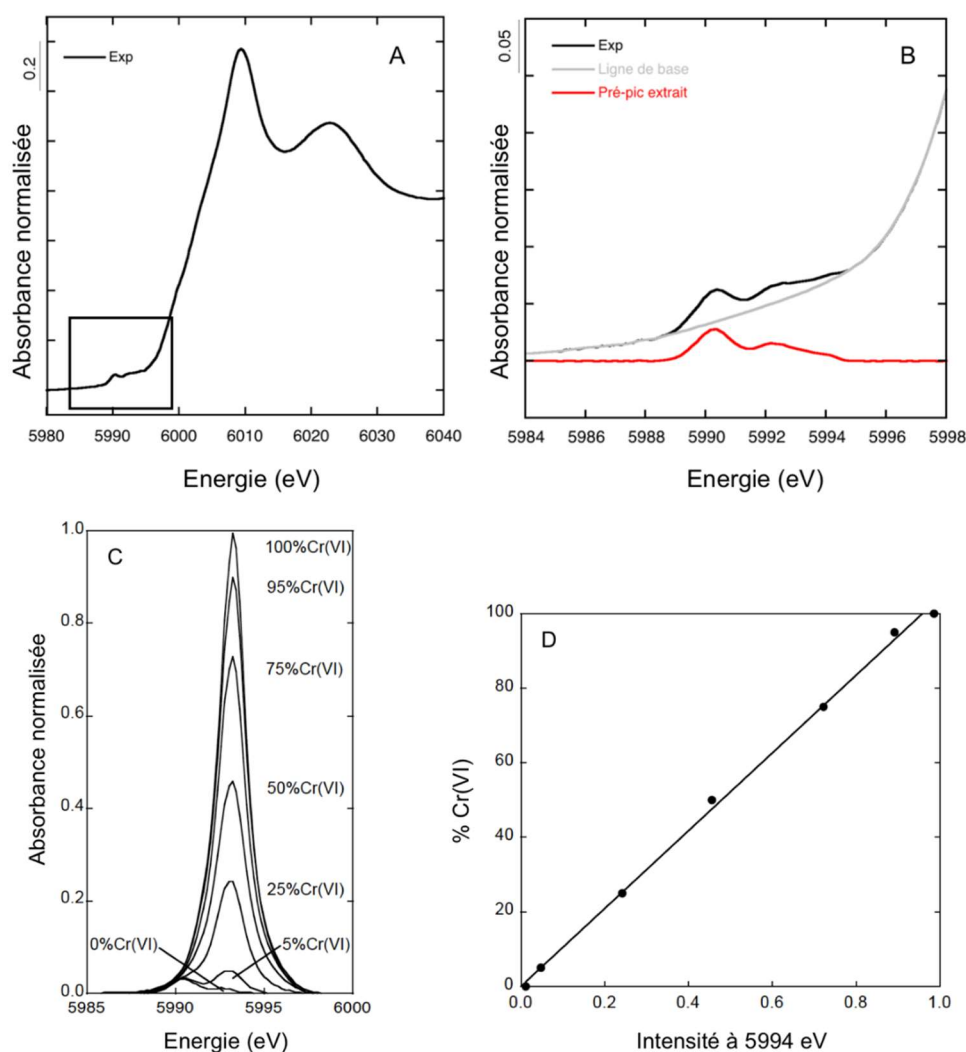 A
Exp
0.2
Absorbance normalisée
5980 5990 6000 6010 6020 6030 6040
Energie (eV)
B
Exp
Ligne de base
Pré-pic extrait
0.05
Absorbance normalisée
5984 5986 5988 5990 5992 5994 5996 5998
Energie (eV)
C
1.0
0.8
0.6
0.4
0.2
0.0
100%Cr(VI)
95%Cr(VI)
75%Cr(VI)
50%Cr(VI)
25%Cr(VI)
0%Cr(VI)
5%Cr(VI)
Absorbance normalisée
5985 5990 5995 6000
Energie (eV)
D
100
80
60
40
20
0
% Cr(VI)
0.0 0.2 0.4 0.6 0.8 1.0
Intensité à 5994 eV